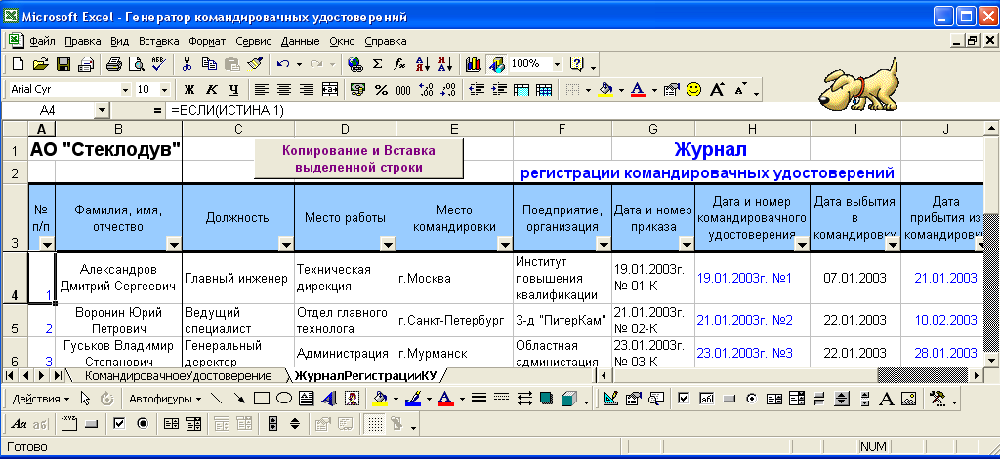 Microsoft Excel - Генератор командировачных удостоверений
Файл Правка Вид Вставка Формат Сервис Данные Окно Справка
100%
Arial Cyr 10 Ж К Ч % 000
A4 = =ЕСЛИ(ИСТИНА;1)
A B C D E F G H I J
1 АО "Стеклодув" Копирование и Вставка выделенной строки Журнал
2 регистрации командировачных удостоверений
3 № п/п Фамилия, имя, отчество Должность Место работы Место командировки Поедприятие, организация Дата и номер приказа Дата и номер командировачного удостоверения Дата выбытия в командировку Дата прибытия из командировки
4 1 Александров Дмитрий Сергеевич Главный инженер Техническая дирекция г.Москва Институт повышения квалификации 19.01.2003г. № 01-К 19.01.2003г. №1 07.01.2003 21.01.2003
5 2 Воронин Юрий Петрович Ведущий специалист Отдел главного технолога г.Санкт-Петербург З-д "ПитерКам" 21.01.2003г. № 02-К 21.01.2003г. №2 22.01.2003 10.02.2003
6 3 Гуськов Владимир Степанович Генеральный директор Администрация г.Мурманск Областная администация 23.01.2003г. № 03-К 23.01.2003г. №3 22.01.2003 28.01.2003
КомандировачноеУдостоверение ЖурналРегистрацииКУ
Действия Автофигуры
Aa аб|
Готово NUM